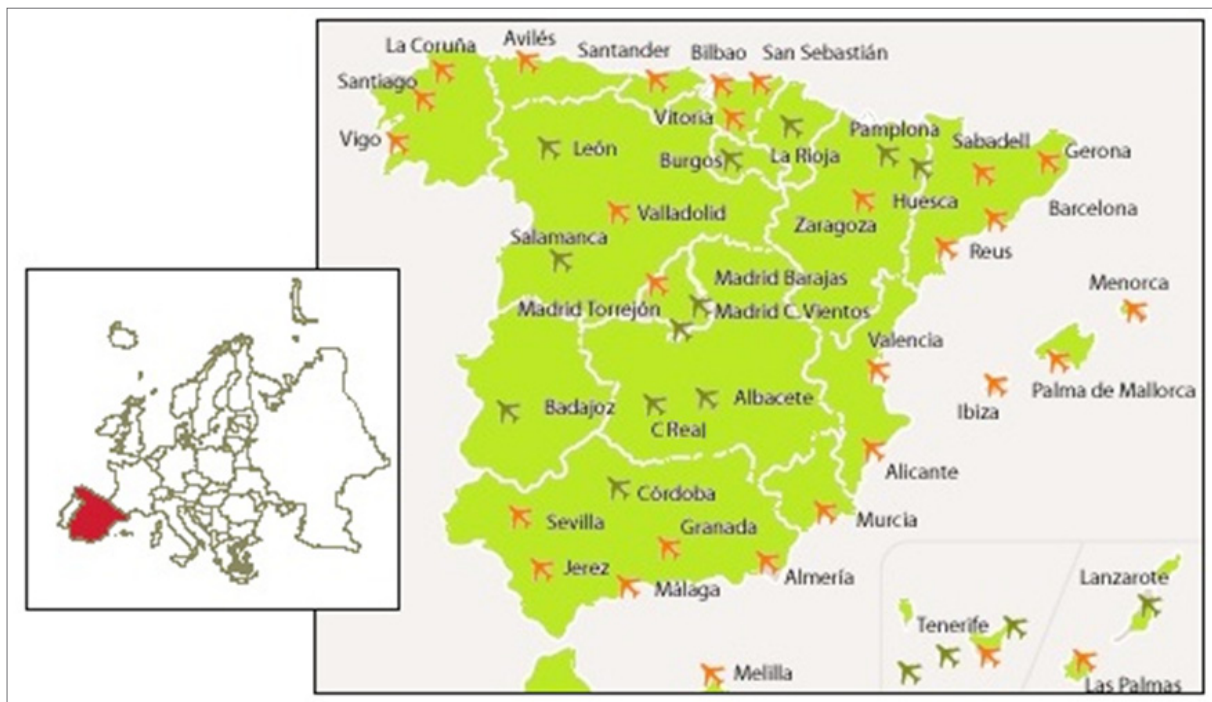 La Coruña
Avilés
Santander
Bilbao
San Sebastián
Santiago
Vigo
Vitoria
León
Burgos
La Rioja
Pamplona
Sabadell
Gerona
Huesca
Zaragoza
Barcelona
Valladolid
Salamanca
Reus
Madrid Barajas
Madrid Torrejón
Madrid C.Vientos
Menorca
Valencia
Palma de Mallorca
Ibiza
Badajoz
C Real
Albacete
Alicante
Córdoba
Sevilla
Granada
Murcia
Jerez
Málaga
Almería
Lanzarote
Tenerife
Melilla
Las Palmas